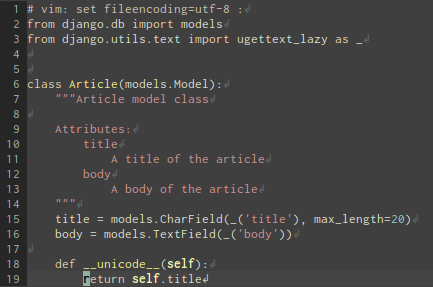 1 # vim: set fileencoding=utf-8 :
2 from django.db import models
3 from django.utils.text import ugettext_lazy as _
4
5
6 class Article(models.Model):
7     """Article model class
8
9     Attributes:
10         title
11             A title of the article
12         body
13             A body of the article
14     """
15     title = models.CharField(_('title'), max_length=20)
16     body = models.TextField(_('body'))
17
18     def __unicode__(self):
19         return self.title